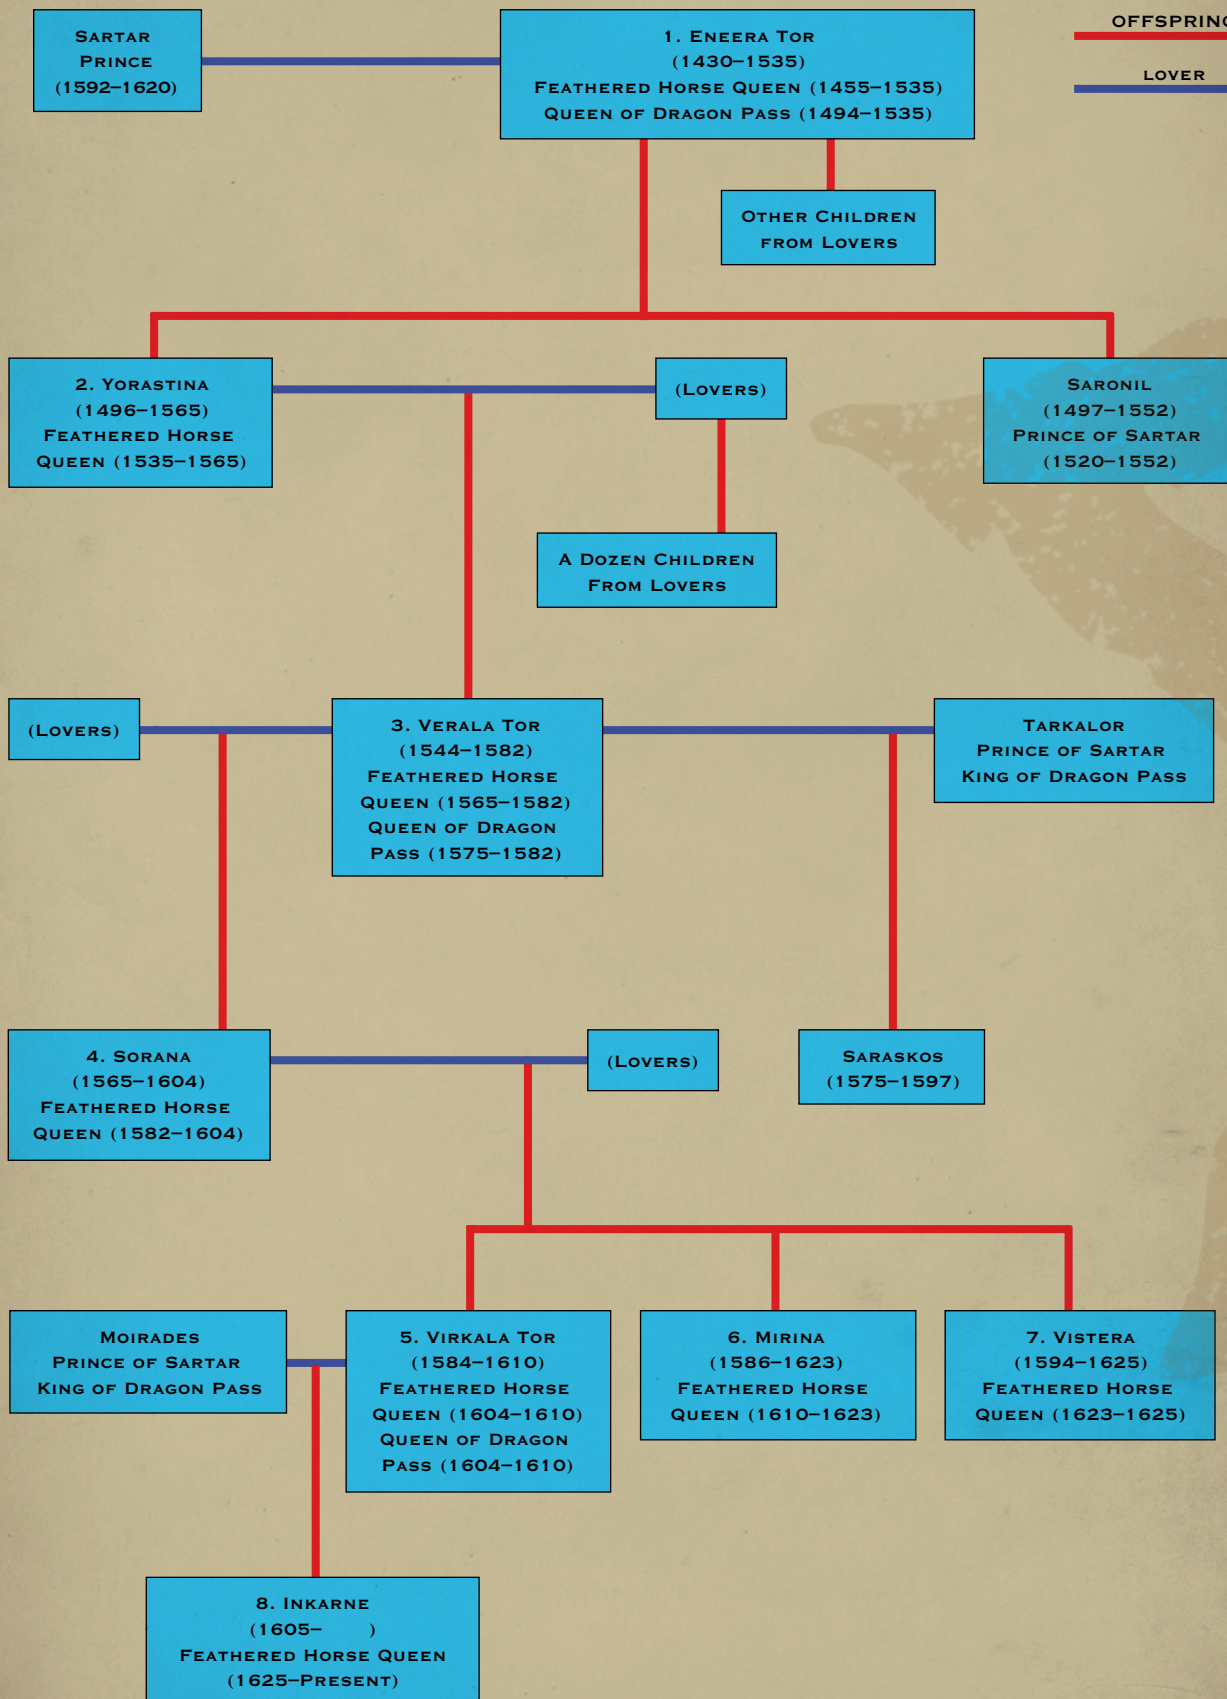 SARTAR
PRINCE
(1592–1620)
1. ENEERA TOR
(1430–1535)
FEATHERED HORSE QUEEN (1455–1535)
QUEEN OF DRAGON PASS (1494–1535)
OFFSPRING
LOVER
OTHER CHILDREN
FROM LOVERS
2. YORASTINA
(1496–1565)
FEATHERED HORSE
QUEEN (1535–1565)
(LOVERS)
SARONIL
(1497–1552)
PRINCE OF SARTAR
(1520–1552)
A DOZEN CHILDREN
FROM LOVERS
(LOVERS)
3. VERALA TOR
(1544–1582)
FEATHERED HORSE
QUEEN (1565–1582)
QUEEN OF DRAGON
PASS (1575–1582)
TARKALOR
PRINCE OF SARTAR
KING OF DRAGON PASS
4. SORANA
(1565–1604)
FEATHERED HORSE
QUEEN (1582–1604)
(LOVERS)
SARASKOS
(1575–1597)
MOIRADES
PRINCE OF SARTAR
KING OF DRAGON PASS
5. VIRKALA TOR
(1584–1610)
FEATHERED HORSE
QUEEN (1604–1610)
QUEEN OF DRAGON
PASS (1604–1610)
6. MIRINA
(1586–1623)
FEATHERED HORSE
QUEEN (1610–1623)
7. VISTERA
(1594–1625)
FEATHERED HORSE
QUEEN (1623–1625)
8. INKARNE
(1605– )
FEATHERED HORSE QUEEN
(1625–PRESENT)